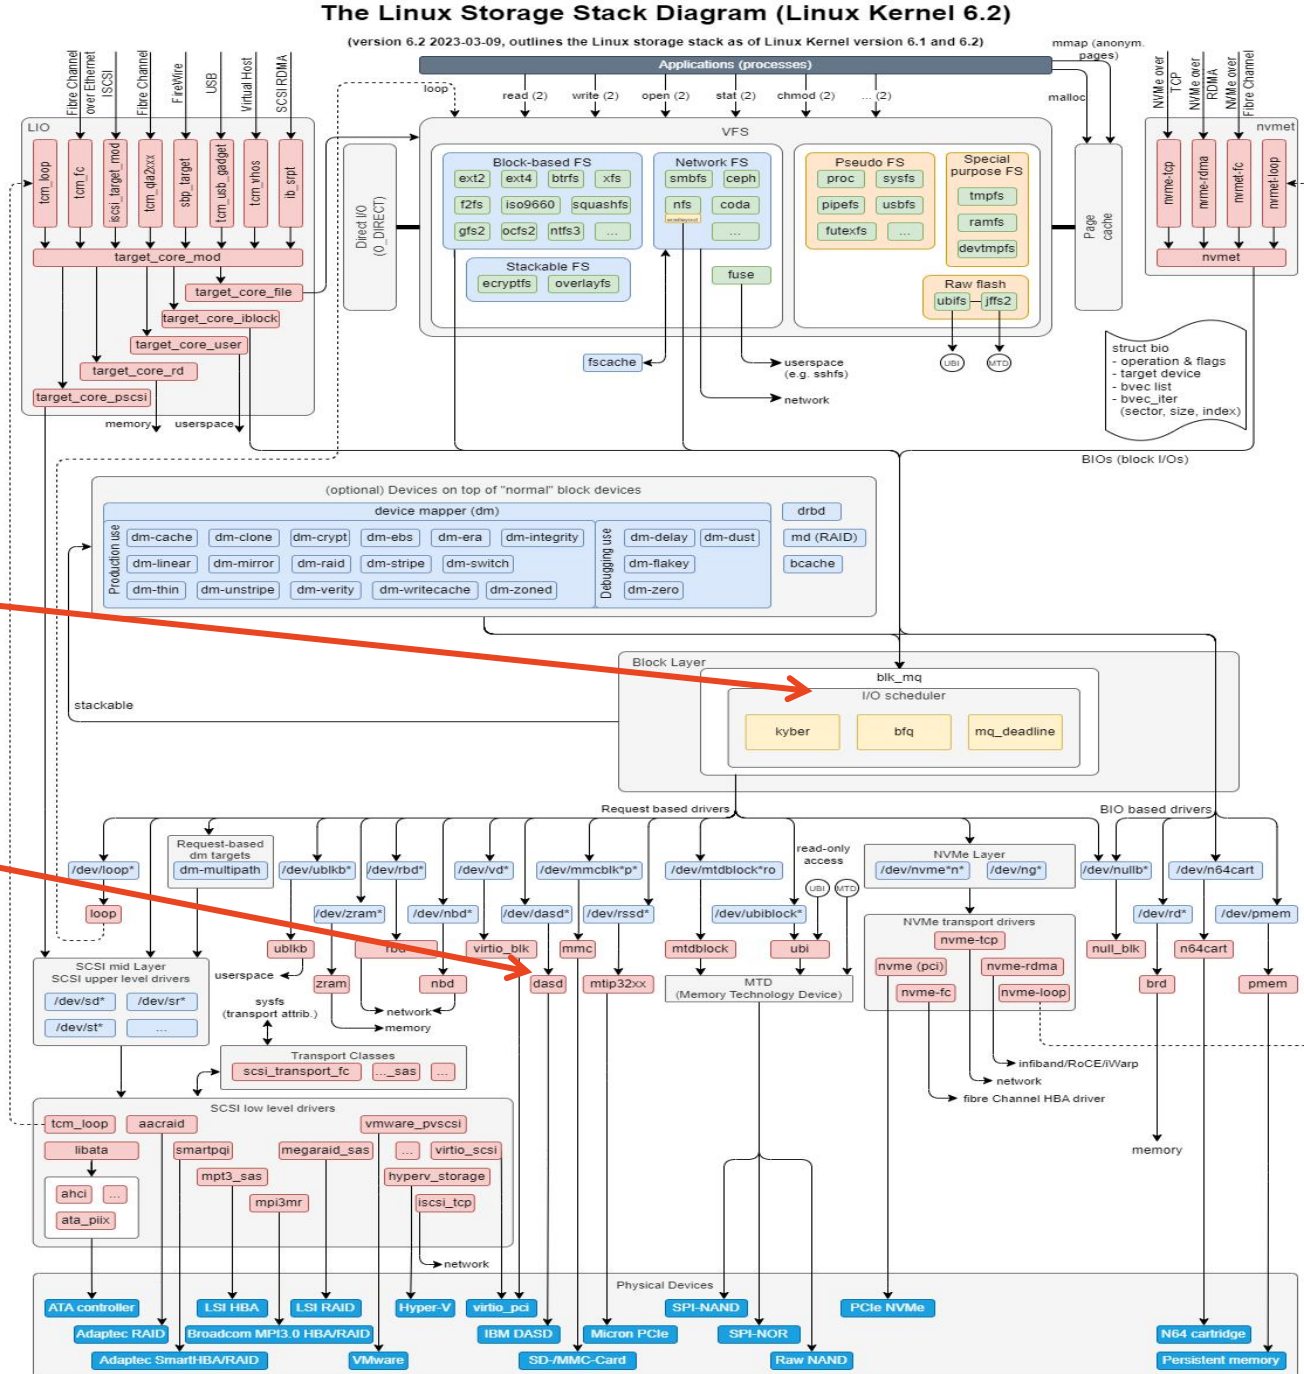 The Linux Storage Stack Diagram (Linux Kernel 6.2)
(version 6.2 2023-03-09, outlines the Linux storage stack as of Linux Kernel version 6.1 and 6.2)
mmap (anonym.
pages)
Applications (processes)
loop
read (2)
write (2)
open (2)
stat (2)
chmod (2)
... (2)
malloc
Fibre Channel
over Ethernet
ISCSI
Fibre Channel
FireWire
USB
Virtual Host
SCSI RDMA
NVMe over
TCP
NVMe over
RDMA
NVMe over
Fibre Channel
LIO
tcm_loop
tcm_fc
iscsi_target_mod
tcm_qla2xxx
sbp_target
tcm_usb_gadget
tcm_vhos
ib_srpt
target_core_mod
target_core_file
target_core_iblock
target_core_user
target_core_rd
target_core_pscsi
memory
userspace
Direct I/O
(O_DIRECT)
VFS
Block-based FS
ext2
ext4
btrfs
xfs
f2fs
iso9660
squashfs
gfs2
ocfs2
ntfs3
...
Stackable FS
ecryptfs
overlayfs
Network FS
smbfs
ceph
nfs
coda
...
fuse
Pseudo FS
proc
sysfs
pipefs
usbfs
futexfs
...
Special
purpose FS
tmpfs
ramfs
devtmpfs
Raw flash
ubifs
jffs2
Page
cache
nvmet
nvmet-tcp
nvmet-rdma
nvmet-fc
nvmet-loop
nvmet
fscache
userspace
(e.g. sshfs)
network
UBI
MTD
struct bio
- operation & flags
- target device
- bvec list
- bvec_iter
(sector, size, index)
BIOs (block I/Os)
(optional) Devices on top of "normal" block devices
device mapper (dm)
Production use
dm-cache
dm-clone
dm-crypt
dm-ebs
dm-era
dm-integrity
dm-linear
dm-mirror
dm-raid
dm-stripe
dm-switch
dm-thin
dm-unstripe
dm-verity
dm-writecache
dm-zoned
Debugging use
dm-delay
dm-dust
dm-flakey
dm-zero
drbd
md (RAID)
bcache
stackable
Block Layer
blk_mq
I/O scheduler
kyber
bfq
mq_deadline
Request based drivers
BIO based drivers
Request-based
dm targets
dm-multipath
/dev/loop*
/dev/ublkb*
/dev/rbd*
/dev/vd*
/dev/mmcblk*p*
/dev/mtdblock*ro
read-only
access
UBI
MTD
NVMe Layer
/dev/nvme*n*
/dev/ng*
/dev/nullb*
/dev/n64cart
loop
/dev/zram*
/dev/nbd*
/dev/dasd*
/dev/rssd*
/dev/ubiblock*
/dev/rd*
/dev/pmem
ublkb
virtio_blk
mmc
mtdblock
ubi
NVMe transport drivers
nvme-tcp
nvme (pci)
nvme-rdma
nvme-fc
nvme-loop
null_blk
n64cart
userspace
zram
nbd
dasd
mtip32xx
MTD
(Memory Technology Device)
brd
pmem
SCSI mid Layer
SCSI upper level drivers
/dev/sd*
/dev/sr*
/dev/st*
...
sysfs
(transport attrib.)
network
memory
Transport Classes
scsi_transport_fc
..._sas
...
infiband/RoCE/iWarp
network
fibre Channel HBA driver
memory
SCSI low level drivers
tcm_loop
aacraid
vmware_pvscsi
libata
smartpqi
megaraid_sas
...
virtio_scsi
mpt3_sas
hyperv_storage
ahci
...
mpi3mr
iscsi_tcp
ata_piix
network
Physical Devices
ATA controller
LSI HBA
LSI RAID
Hyper-V
virtio_pci
SPI-NAND
PCIe NVMe
Adaptec RAID
Broadcom MPI3.0 HBA/RAID
IBM DASD
Micron PCIe
SPI-NOR
N64 cartridge
Adaptec SmartHBA/RAID
VMware
SD-/MMC-Card
Raw NAND
Persistent memory